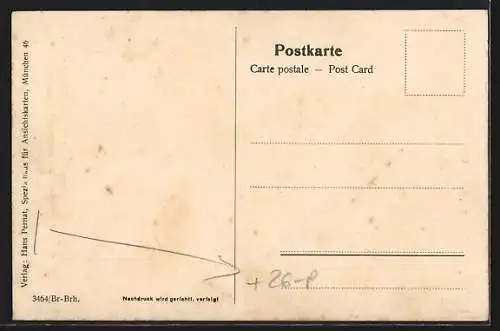 Postkarte
Carte postale — Post Card
Verlag: Hans Pernat, Spezialhaus für Ansichtskarten, München 46
+ 26-P
3464/Br-Brh.
Nachdruck wird gerichtl. verfolgt